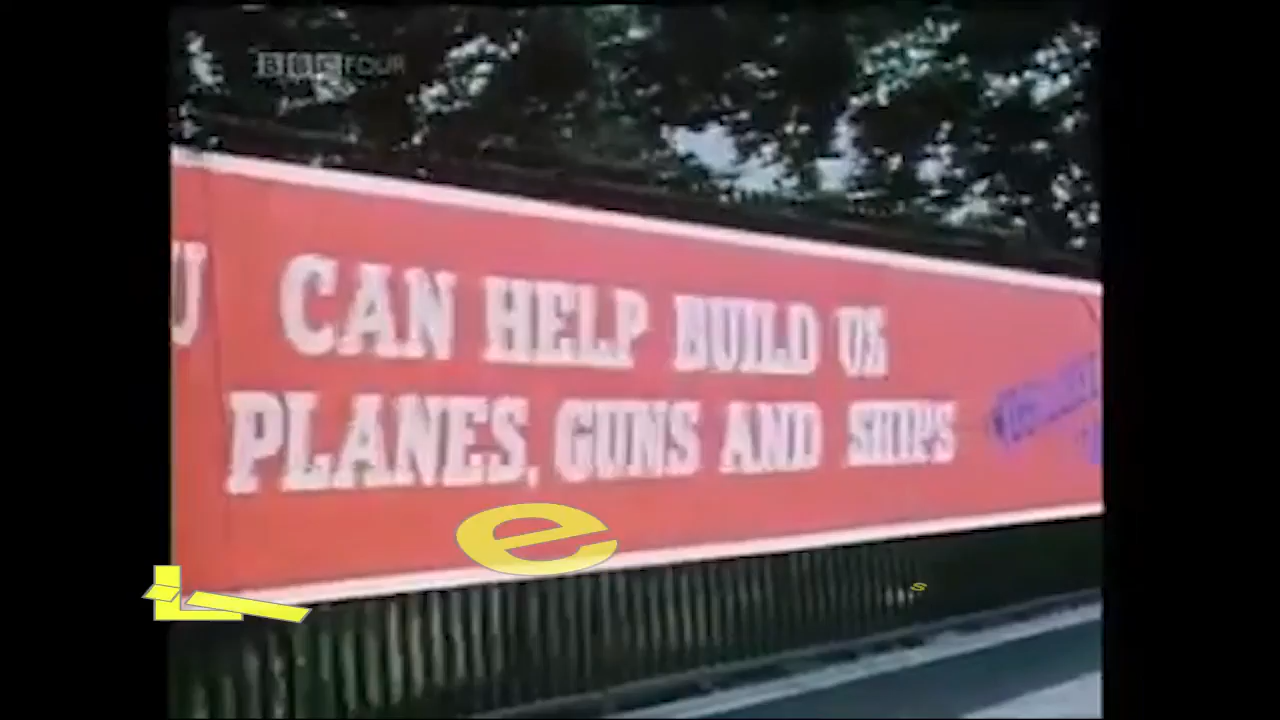 BBC FOUR
U CAN HELP BUILD US
PLANES, GUNS AND SHIPS
e
s